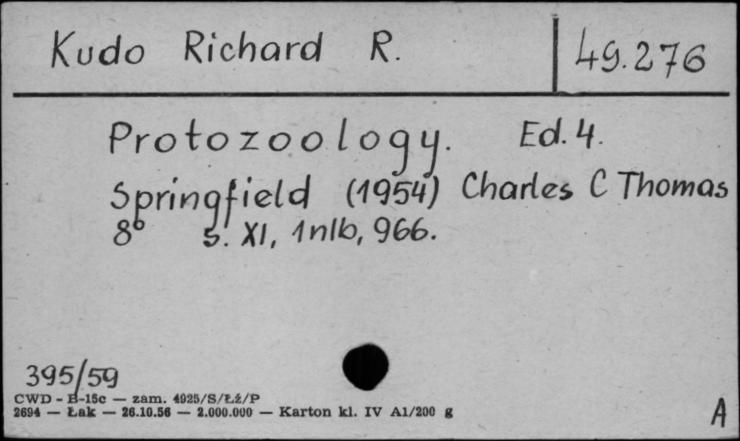 Kudo Richard R.
49.276
Protozoology. Ed. 4.
Springfield (1954) Charles C Thomas
8° s. XI, 1nlb, 966.
395/59
CWD - B-15c — zam. 4925/S/Łź/P
2694 — Łak — 26.10.56 — 2.000.000 — Karton kl. IV A1/200 g
A